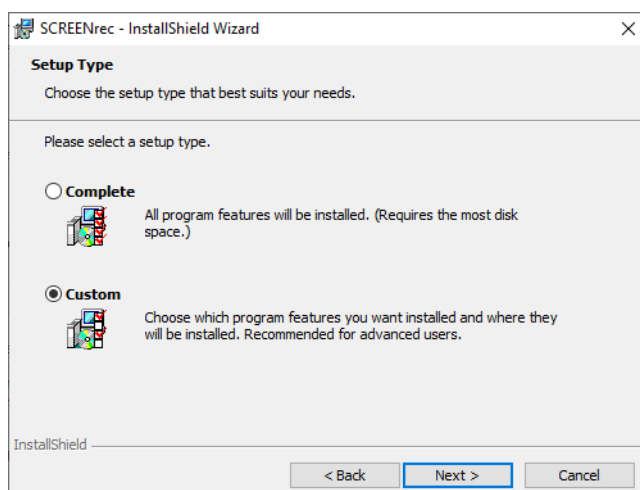 SCREENrec - InstallShield Wizard
Setup Type
Choose the setup type that best suits your needs.
Please select a setup type.
Complete
All program features will be installed. (Requires the most disk
space.)
Custom
Choose which program features you want installed and where they
will be installed. Recommended for advanced users.
InstallShield
< Back Next > Cancel